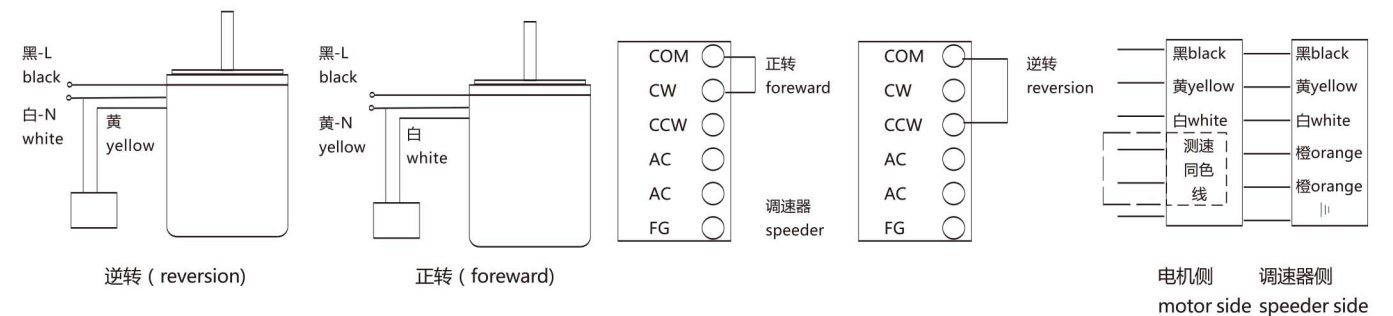 黑-L
black
白-N
white
黄
yellow
逆转 ( reversion)
黑-L
black
黄-N
yellow
白
white
正转 ( foreward)
COM
CW
CCW
AC
AC
FG
正转
foreward
调速器
speeder
COM
CW
CCW
AC
AC
FG
逆转
reversion
黑black
黄yellow
白white
测速
同色
线
电机侧
motor side
黑black
黄yellow
白white
橙orange
橙orange
调速器侧
speeder side